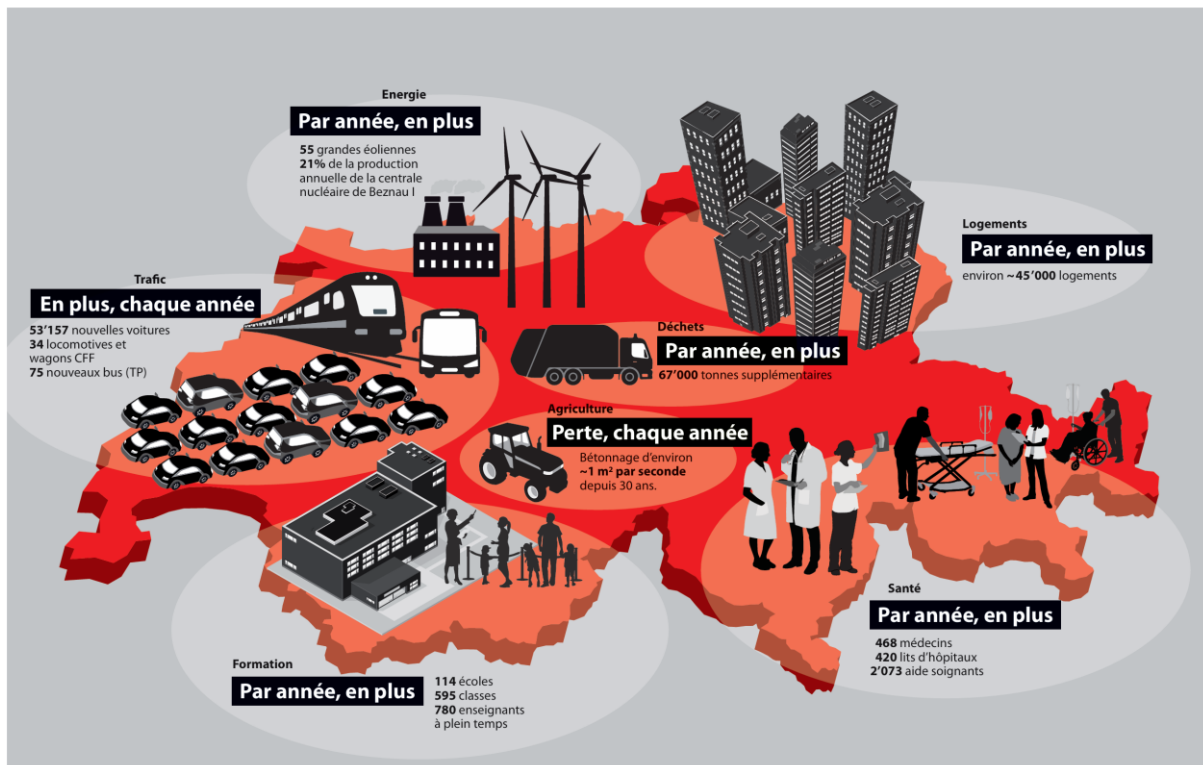 Energie
Par année, en plus
55 grandes éoliennes
21% de la production
annuelle de la centrale
nucléaire de Beznau I
Logements
Par année, en plus
environ ~45'000 logements
Trafic
En plus, chaque année
53'157 nouvelles voitures
34 locomotives et
wagons CFF
75 nouveaux bus (TP)
Déchets
Par année, en plus
67'000 tonnes supplémentaires
Agriculture
Perte, chaque année
Bétonnage d'environ
~1 m² par seconde
depuis 30 ans.
Santé
Par année, en plus
468 médecins
420 lits d'hôpitaux
2'073 aide soignants
Formation
Par année, en plus
114 écoles
595 classes
780 enseignants
à plein temps